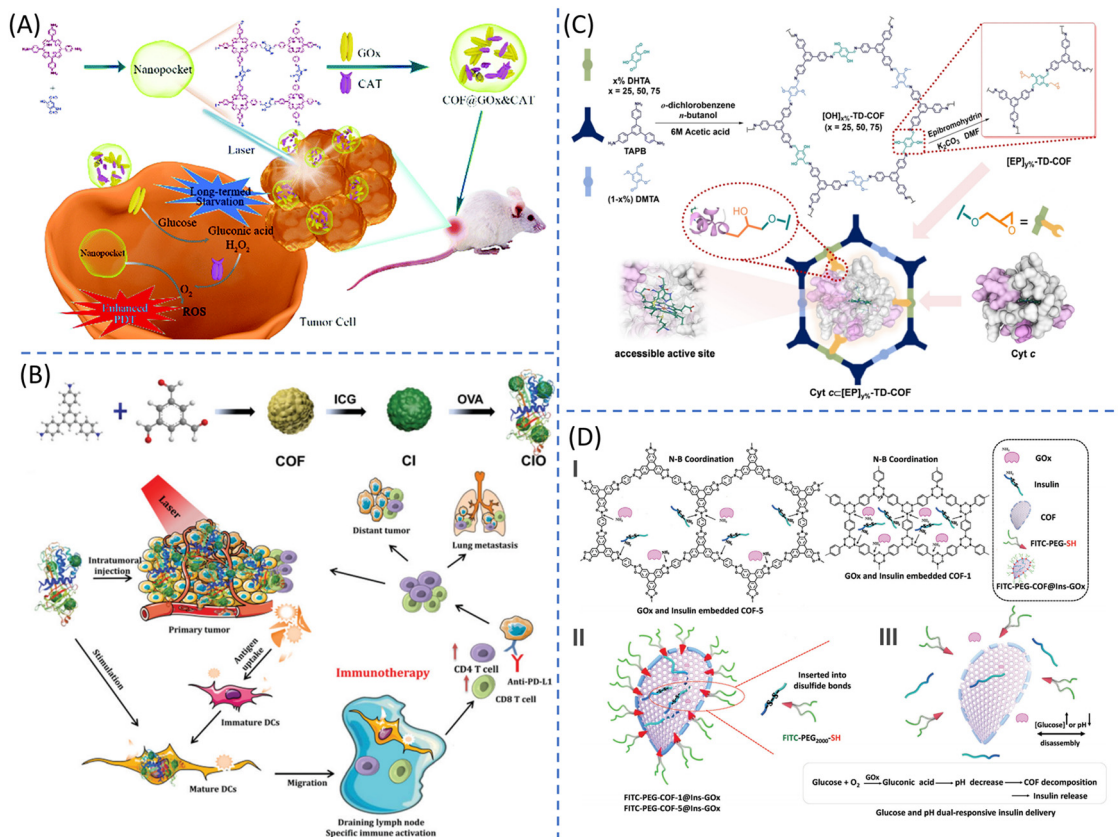 (A)
Nanopocket
GOx
CAT
COF@GOx&CAT
Laser
Long-termed
Starvation
Glucose
Gluconic acid
H2O2
Nanopocket
O2
Enhanced
PDT
ROS
Tumor Cell
(B)
ICG
OVA
COF
CI
CIO
Laser
Distant tumor
Lung metastasis
Intratumoral
injection
Primary tumor
Antigen
uptake
Stimulation
Immunotherapy
CD4 T cell
Anti-PD-L1
CD8 T cell
Immature DCs
Mature DCs
Migration
Draining lymph node
Specific immune activation
(C)
x% DHTA
x = 25, 50, 75
TAPB
(1-x%) DMTA
o-dichlorobenzene
n-butanol
6M Acetic acid
[OH]x%-TD-COF
(x = 25, 50, 75)
Epibromohydrin
K2CO3 DMF
[EP]y%-TD-COF
accessible active site
Cyt c
Cyt c⊂[EP]y%-TD-COF
(D)
I
N-B Coordination
N-B Coordination
GOx and Insulin embedded COF-5
GOx and Insulin embedded COF-1
GOx
Insulin
COF
FITC-PEG-SH
FITC-PEG-COF@Ins-GOx
II
Inserted into
disulfide bonds
FITC-PEG2000-SH
FITC-PEG-COF-1@Ins-GOx
FITC-PEG-COF-5@Ins-GOx
III
[Glucose]↑or pH↓
disassembly
Glucose + O2 GOx→ Gluconic acid → pH decrease → COF decomposition
→ Insulin release
Glucose and pH dual-responsive insulin delivery